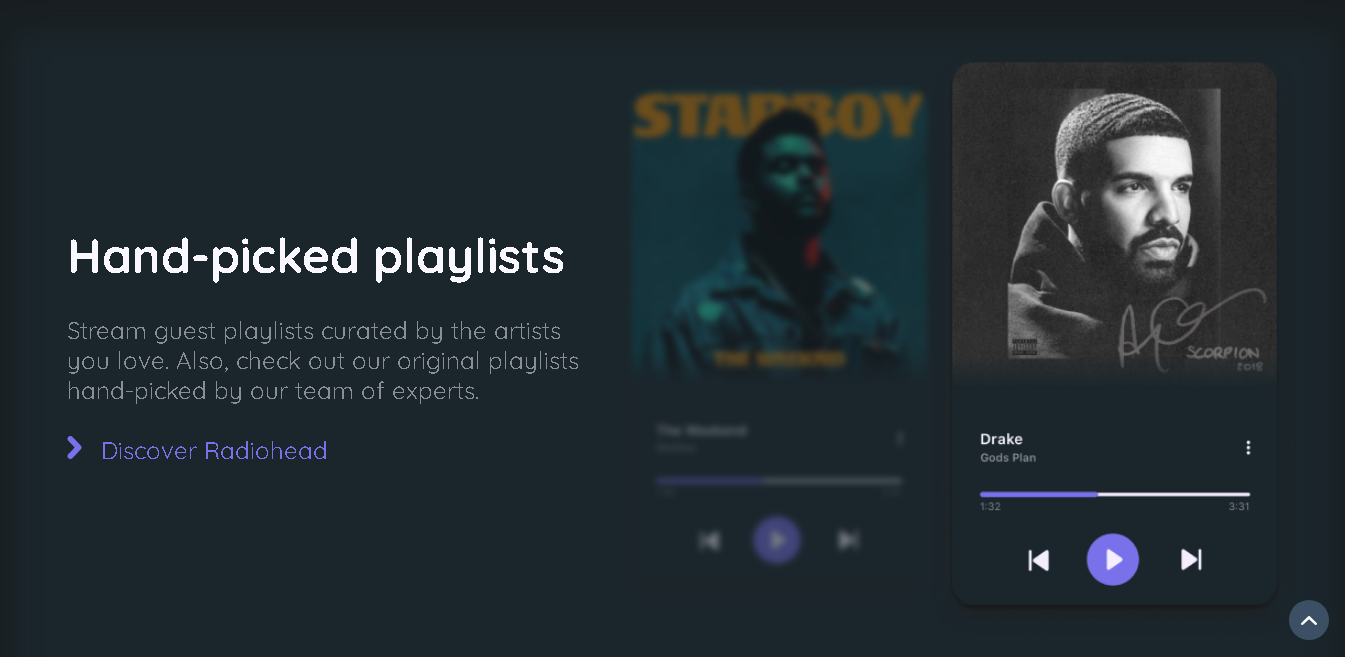 Hand-picked playlists
Stream guest playlists curated by the artists
you love. Also, check out our original playlists
hand-picked by our team of experts.
Discover Radiohead
STARBOY
THE WEEKND
The Weeknd
SCORPION
2018
Drake
Gods Plan
1:32
3:31